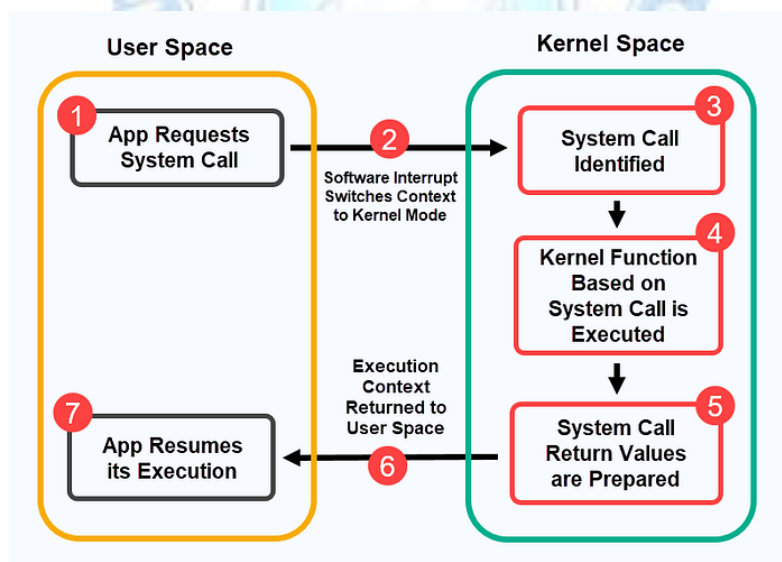 User Space
Kernel Space
1
App Requests
System Call
2
Software Interrupt
Switches Context
to Kernel Mode
3
System Call
Identified
4
Kernel Function
Based on
System Call is
Executed
5
System Call
Return Values
are Prepared
Execution
Context
Returned to
User Space
6
7
App Resumes
its Execution